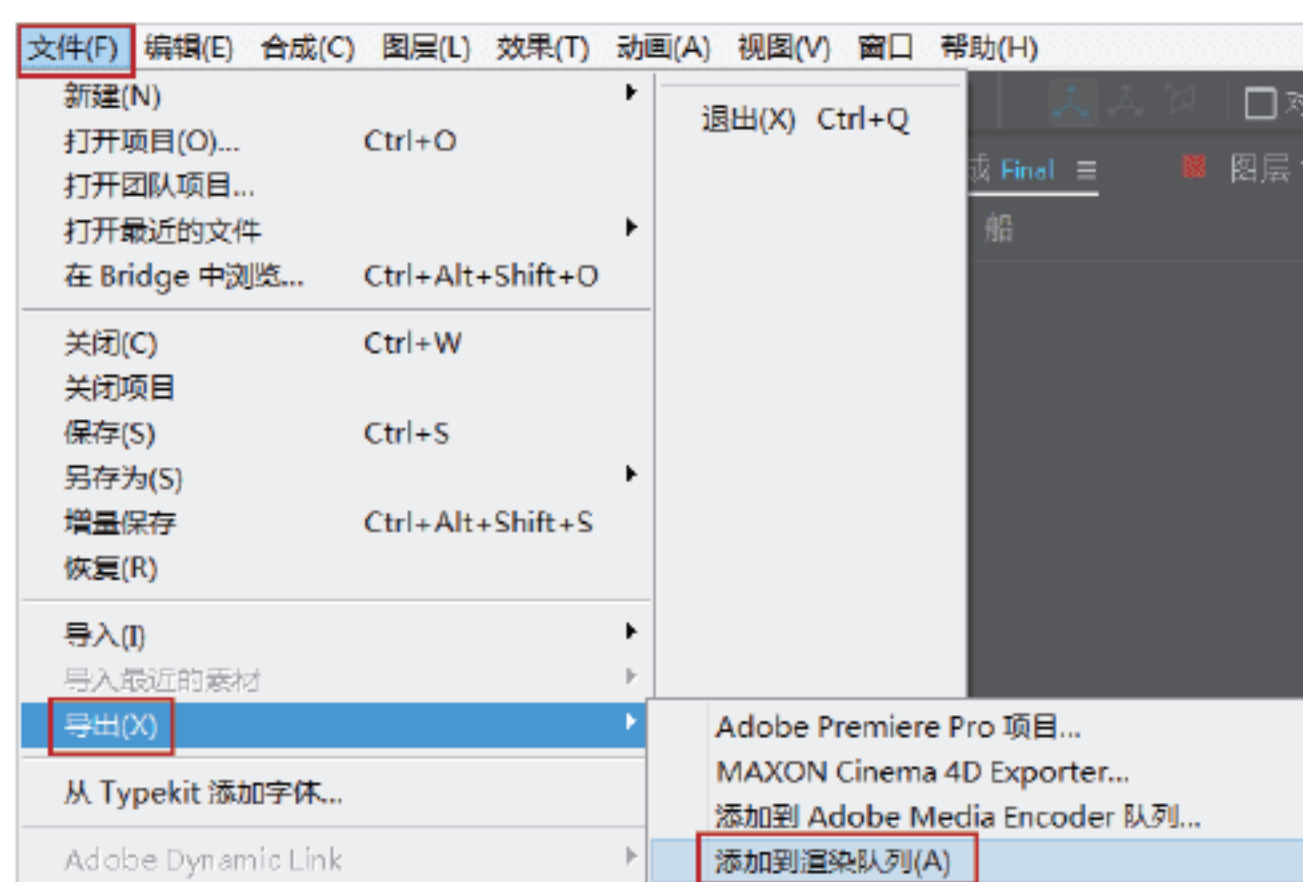 文件(F) 编辑(E) 合成(C) 图层(L) 效果(T) 动画(A) 视图(V) 窗口 帮助(H)
新建(N)
退出(X) Ctrl+Q
打开项目(O)... Ctrl+O
打开团队项目...
打开最近的文件
在 Bridge 中浏览... Ctrl+Alt+Shift+O
Final
图层
船
关闭(C) Ctrl+W
关闭项目
保存(S) Ctrl+S
另存为(S)
增量保存 Ctrl+Alt+Shift+S
恢复(R)
导入(I)
导入最近的素材
导出(X)
从 Typekit 添加字体...
Adobe Dynamic Link
Adobe Premiere Pro 项目...
MAXON Cinema 4D Exporter...
添加到 Adobe Media Encoder 队列...
添加到渲染队列(A)